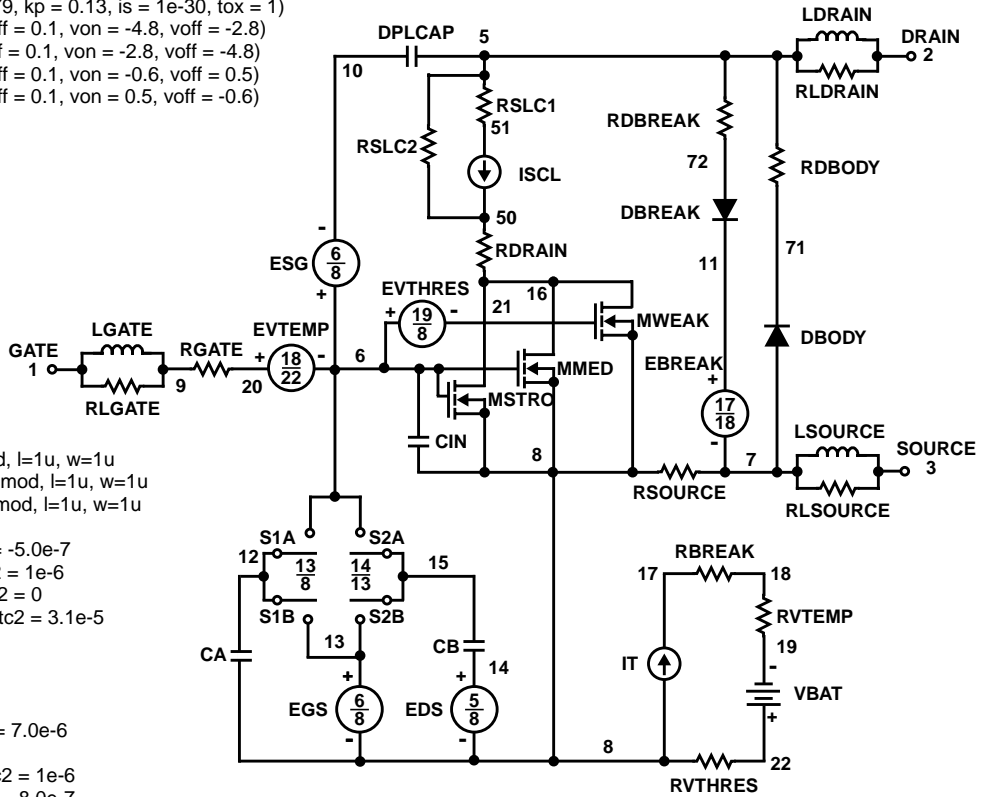 9, kp = 0.13, is = 1e-30, tox = 1)
ff = 0.1, von = -4.8, voff = -2.8)
f = 0.1, von = -2.8, voff = -4.8)
ff = 0.1, von = -0.6, voff = 0.5)
ff = 0.1, von = 0.5, voff = -0.6)
DPLCAP
5
10
LDRAIN
DRAIN
2
RLDRAIN
RSLC1
51
RSLC2
ISCL
50
RDRAIN
RDBREAK
72
RDBODY
DBREAK
71
11
-
ESG
6
8
+
EVTHRES
+
19
8
-
16
21
MWEAK
LGATE
GATE
1
RLGATE
9
RGATE
20
EVTEMP
+
18
22
-
6
MMED
MSTRO
EBREAK
+
17
18
-
DBODY
CIN
8
RSOURCE
7
LSOURCE
SOURCE
3
RLSOURCE
d, l=1u, w=1u
mod, l=1u, w=1u
mod, l=1u, w=1u
= -5.0e-7
2 = 1e-6
c2 = 0
tc2 = 3.1e-5
= 7.0e-6
c2 = 1e-6
S1A
S2A
12
13
8
14
13
15
S1B
S2B
13
CA
CB
14
+
EGS
6
8
-
+
EDS
5
8
-
8
RBREAK
17
18
RVTEMP
19
IT
-
VBAT
+
22
RVTHRES